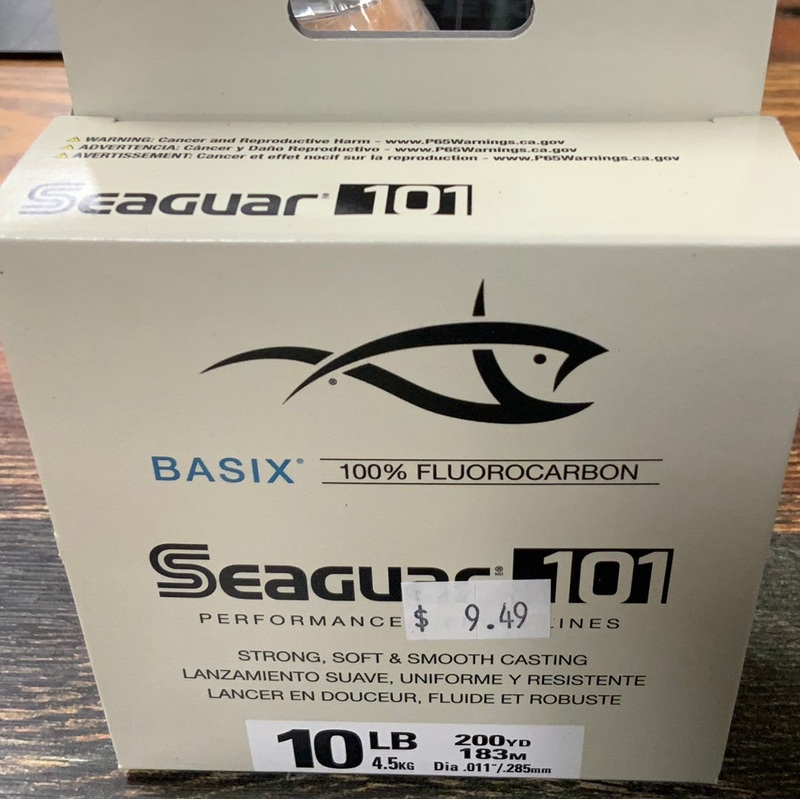 ⚠ WARNING: Cancer and Reproductive Harm - www.P65Warnings.ca.gov
⚠ ADVERTENCIA: Cáncer y Daño Reproductivo - www.P65Warnings.ca.gov
⚠ AVERTISSEMENT: Cancer et effet nocif sur la reproduction - www.P65Warnings.ca.gov
SEAGUAR® 101
®
BASIX® 100% FLUOROCARBON
SEAGUAR® 101
PERFORMANCE LINES
$ 9.49
STRONG, SOFT & SMOOTH CASTING
LANZAMIENTO SUAVE, UNIFORME Y RESISTENTE
LANCER EN DOUCEUR, FLUIDE ET ROBUSTE
10 LB 200YD
4.5KG 183M
Dia .011"/.285mm